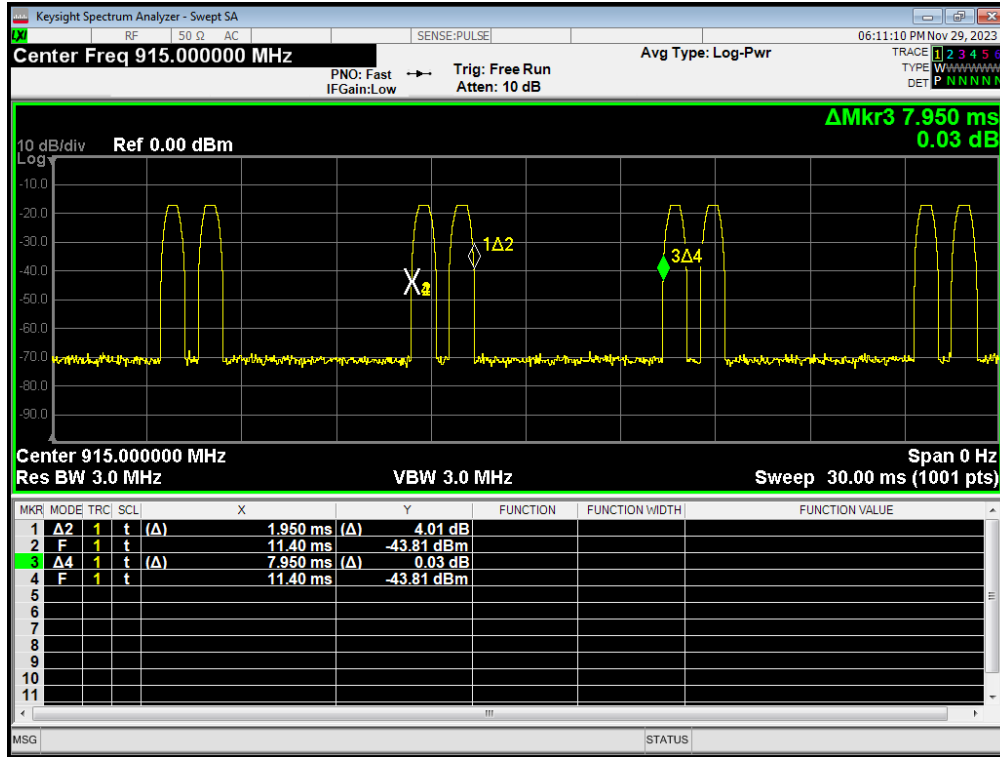 Keysight Spectrum Analyzer - Swept SA
LXI RF 50 Ω AC SENSE:PULSE 06:11:10 PM Nov 29, 2023
Center Freq 915.000000 MHz Avg Type: Log-Pwr TRACE 1 2 3 4 5 6
PNO: Fast Trig: Free Run TYPE WWWWWW
IFGain:Low Atten: 10 dB DET P N N N N N
ΔMkr3 7.950 ms
0.03 dB
10 dB/div Ref 0.00 dBm
Log
-10.0
-20.0
-30.0
1Δ2
3Δ4
-40.0
X
-50.0
-60.0
-70.0
-80.0
-90.0
Center 915.000000 MHz Span 0 Hz
Res BW 3.0 MHz VBW 3.0 MHz Sweep 30.00 ms (1001 pts)
MKR MODE TRC SCL X Y FUNCTION FUNCTION WIDTH FUNCTION VALUE
1 Δ2 1 t (Δ) 1.950 ms (Δ) 4.01 dB
2 F 1 t 11.40 ms -43.81 dBm
3 Δ4 1 t (Δ) 7.950 ms (Δ) 0.03 dB
4 F 1 t 11.40 ms -43.81 dBm
5
6
7
8
9
10
11
MSG STATUS